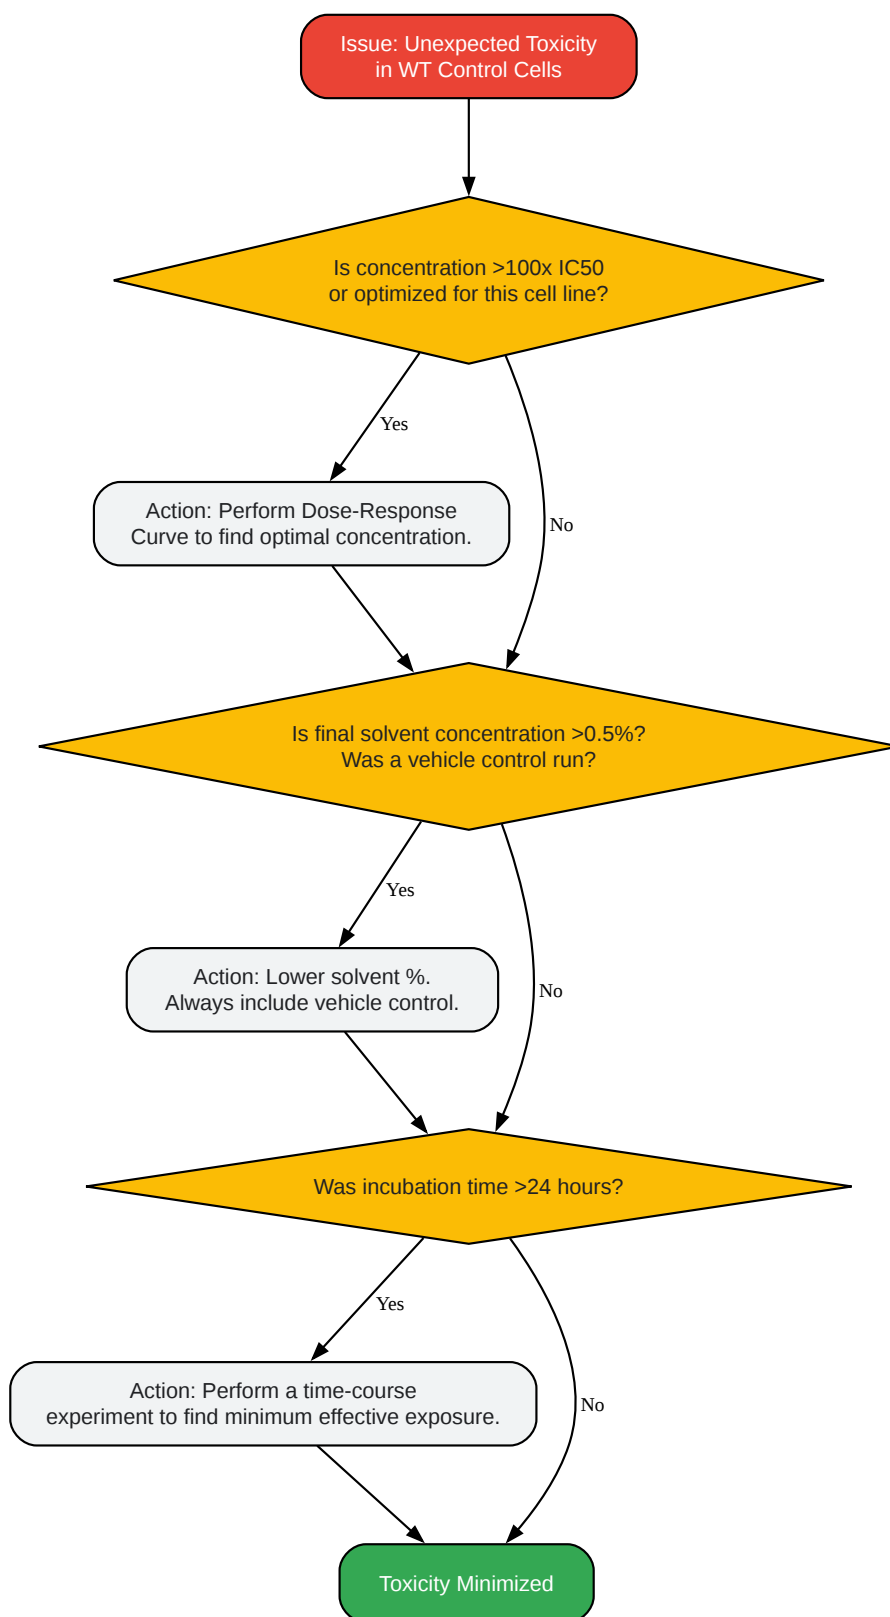 Issue: Unexpected Toxicity
in WT Control Cells
Is concentration >100x IC50
or optimized for this cell line?
Yes
Action: Perform Dose-Response
Curve to find optimal concentration.
No
Is final solvent concentration >0.5%?
Was a vehicle control run?
Yes
Action: Lower solvent %.
Always include vehicle control.
No
Was incubation time >24 hours?
Yes
Action: Perform a time-course
experiment to find minimum effective exposure.
No
Toxicity Minimized